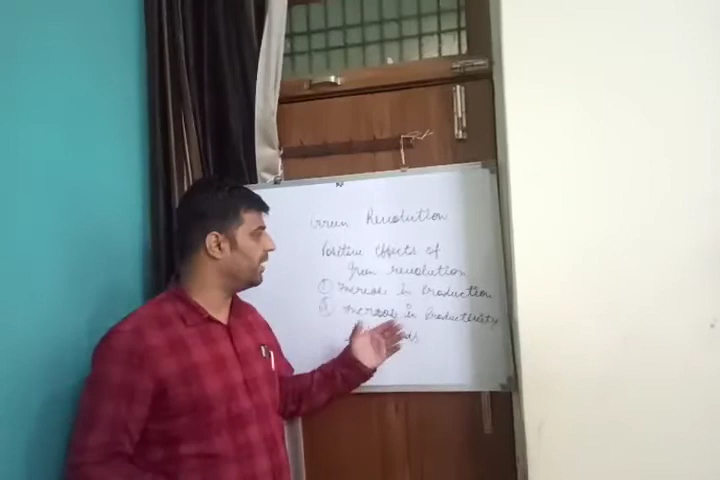 Green Revolution
Positive Effects of
Green revolution
① Increase in Production
② Increase in Productivity